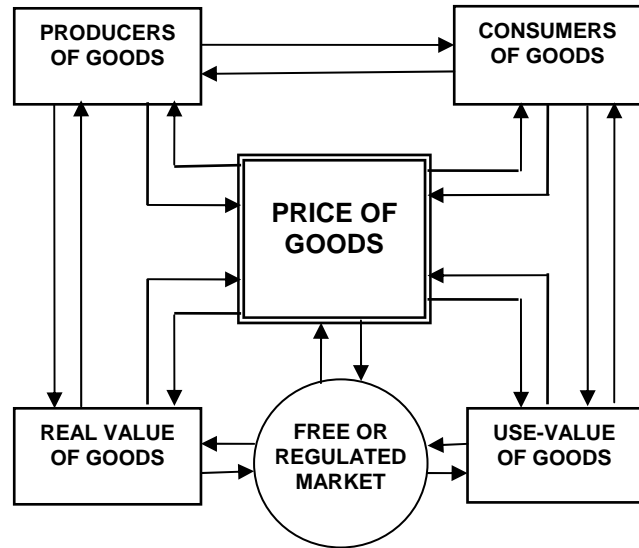 PRODUCERS
OF GOODS
CONSUMERS
OF GOODS
PRICE OF
GOODS
REAL VALUE
OF GOODS
FREE OR
REGULATED
MARKET
USE-VALUE
OF GOODS